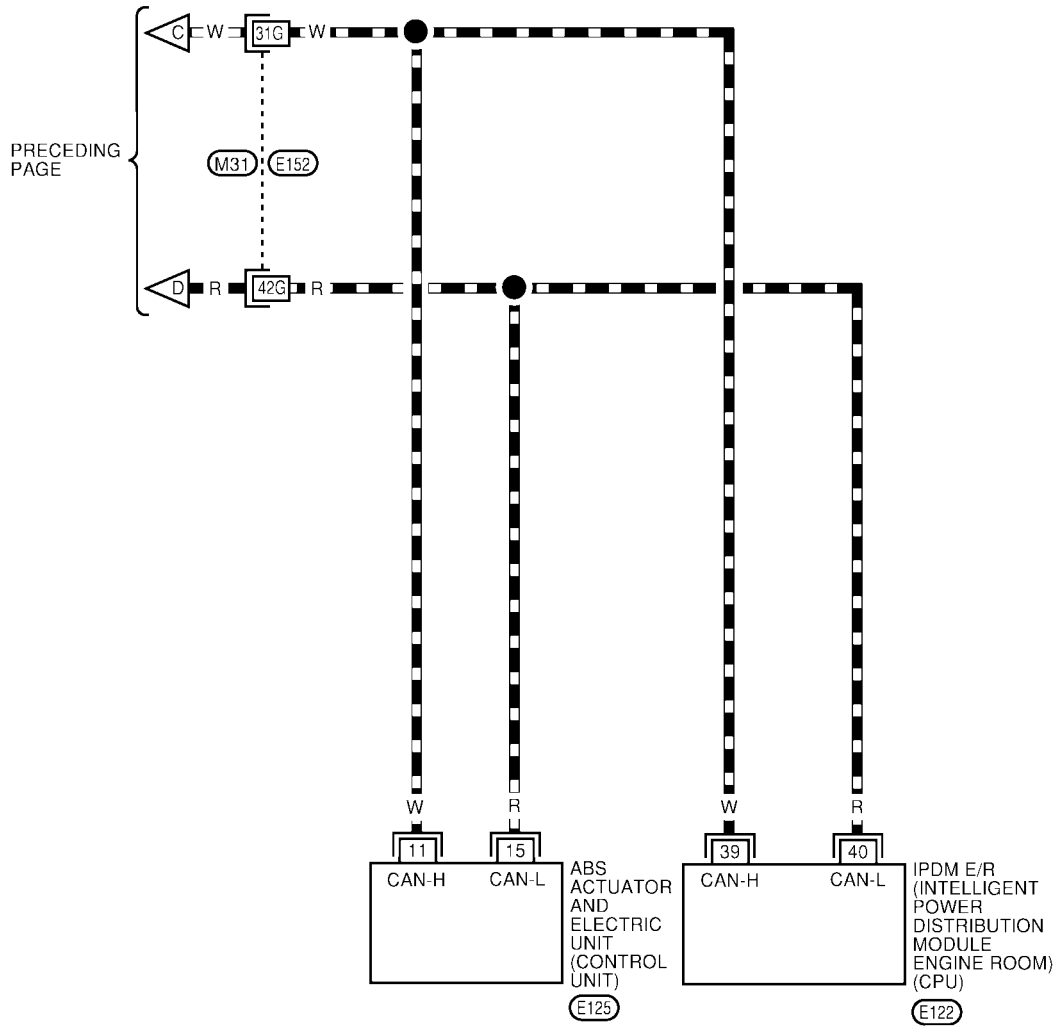 C W 31G W
PRECEDING
PAGE
M31 E152
D R 42G R
W R W R
11 15 39 40
CAN-H CAN-L
ABS
ACTUATOR
AND
ELECTRIC
UNIT
(CONTROL
UNIT)
E125
CAN-H CAN-L
IPDM E/R
(INTELLIGENT
POWER
DISTRIBUTION
MODULE
ENGINE ROOM)
(CPU)
E122